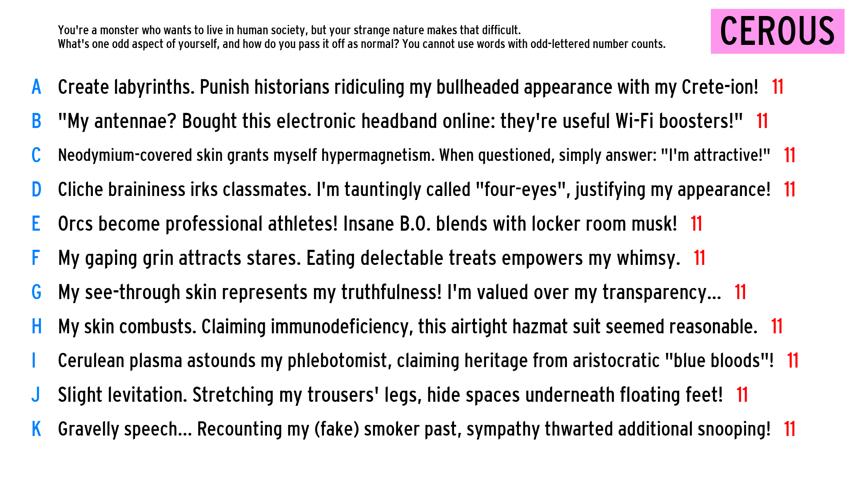 You're a monster who wants to live in human society, but your strange nature makes that difficult.
What's one odd aspect of yourself, and how do you pass it off as normal? You cannot use words with odd-lettered number counts.
CEROUS
A Create labyrinths. Punish historians ridiculing my bullheaded appearance with my Crete-ion! 11
B "My antennae? Bought this electronic headband online: they're useful Wi-Fi boosters!" 11
C Neodymium-covered skin grants myself hypermagnetism. When questioned, simply answer: "I'm attractive!" 11
D Cliche braininess irks classmates. I'm tauntingly called "four-eyes", justifying my appearance! 11
E Orcs become professional athletes! Insane B.O. blends with locker room musk! 11
F My gaping grin attracts stares. Eating delectable treats empowers my whimsy. 11
G My see-through skin represents my truthfulness! I'm valued over my transparency... 11
H My skin combusts. Claiming immunodeficiency, this airtight hazmat suit seemed reasonable. 11
I Cerulean plasma astounds my phlebotomist, claiming heritage from aristocratic "blue bloods"! 11
J Slight levitation. Stretching my trousers' legs, hide spaces underneath floating feet! 11
K Gravelly speech... Recounting my (fake) smoker past, sympathy thwarted additional snooping! 11